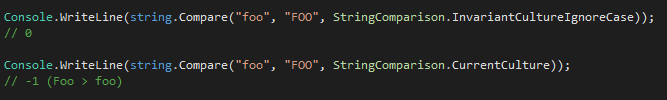 Console.WriteLine(string.Compare("foo", "FOO", StringComparison.InvariantCultureIgnoreCase));
// 0
Console.WriteLine(string.Compare("foo", "FOO", StringComparison.CurrentCulture));
// -1 (Foo > foo)